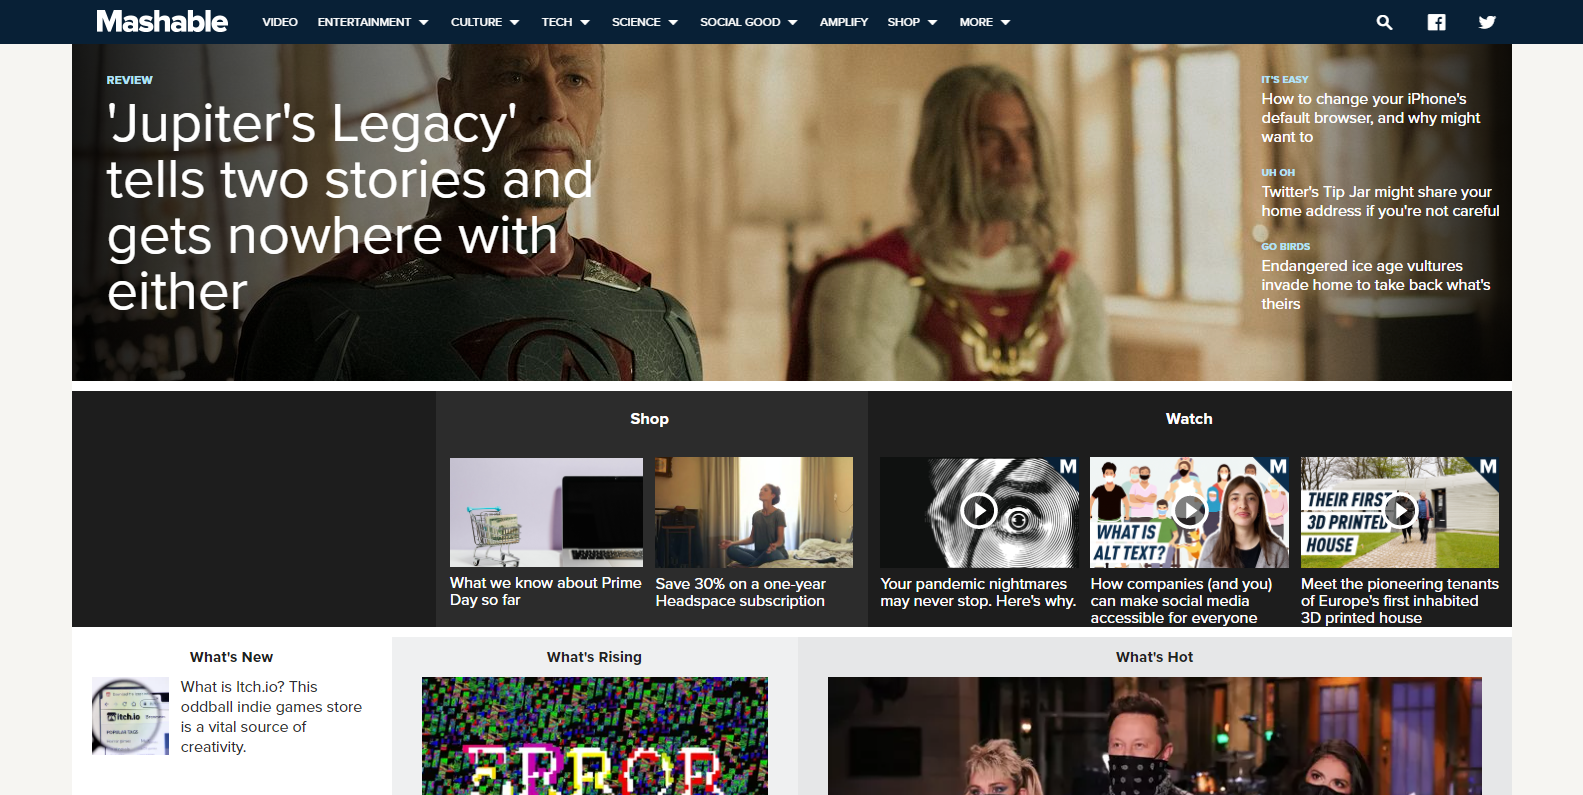 Mashable
VIDEO
ENTERTAINMENT
CULTURE
TECH
SCIENCE
SOCIAL GOOD
AMPLIFY
SHOP
MORE
REVIEW
'Jupiter's Legacy'
tells two stories and
gets nowhere with
either
IT'S EASY
How to change your iPhone's
default browser, and why might
want to
UH OH
Twitter's Tip Jar might share your
home address if you're not careful
GO BIRDS
Endangered ice age vultures
invade home to take back what's
theirs
Shop
What we know about Prime
Day so far
Save 30% on a one-year
Headspace subscription
Watch
M
Your pandemic nightmares
may never stop. Here's why.
M
WHAT IS
ALT TEXT?
How companies (and you)
can make social media
accessible for everyone
M
THEIR FIRST
3D PRINTED
HOUSE
Meet the pioneering tenants
of Europe's first inhabited
3D printed house
What's New
itch.io
POPULAR TAGS
What is Itch.io? This
oddball indie games store
is a vital source of
creativity.
What's Rising
ERROR
What's Hot